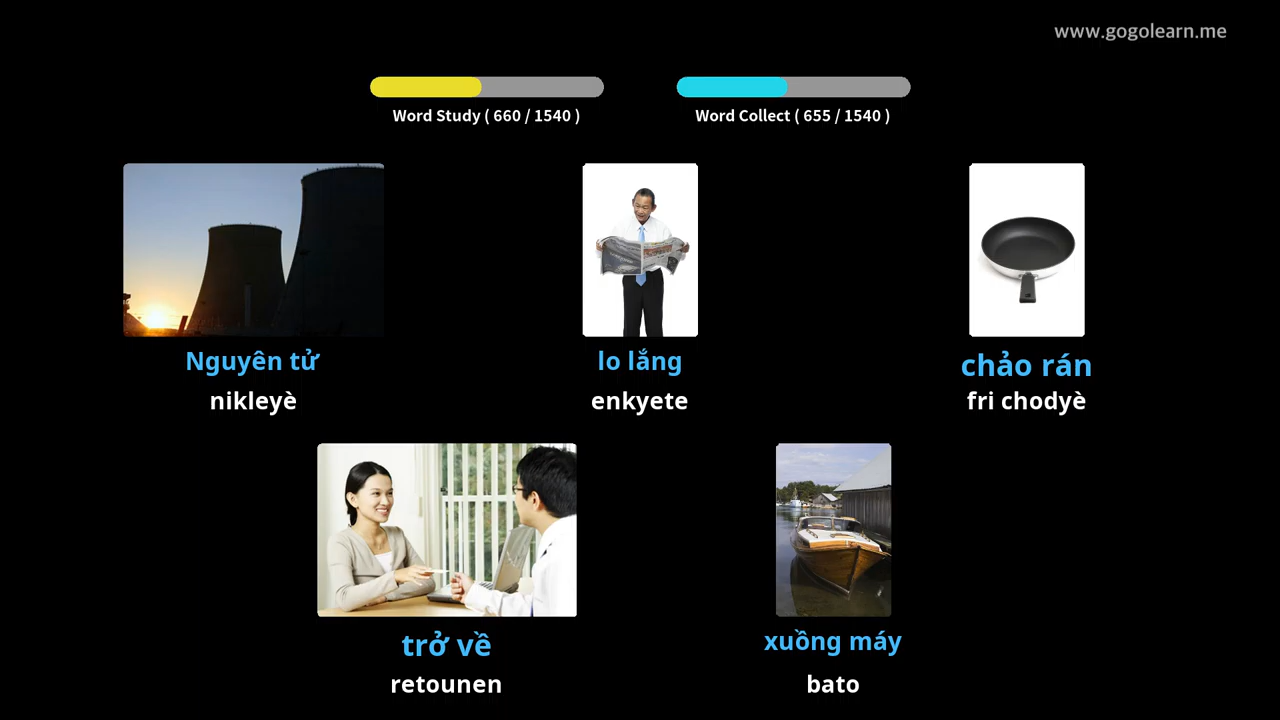 www.gogolearn.me
Word Study ( 660 / 1540 )
Word Collect ( 655 / 1540 )
Nguyên tử
nikleyè
lo lắng
enkyete
chảo rán
fri chodyè
trở về
retounen
xuồng máy
bato